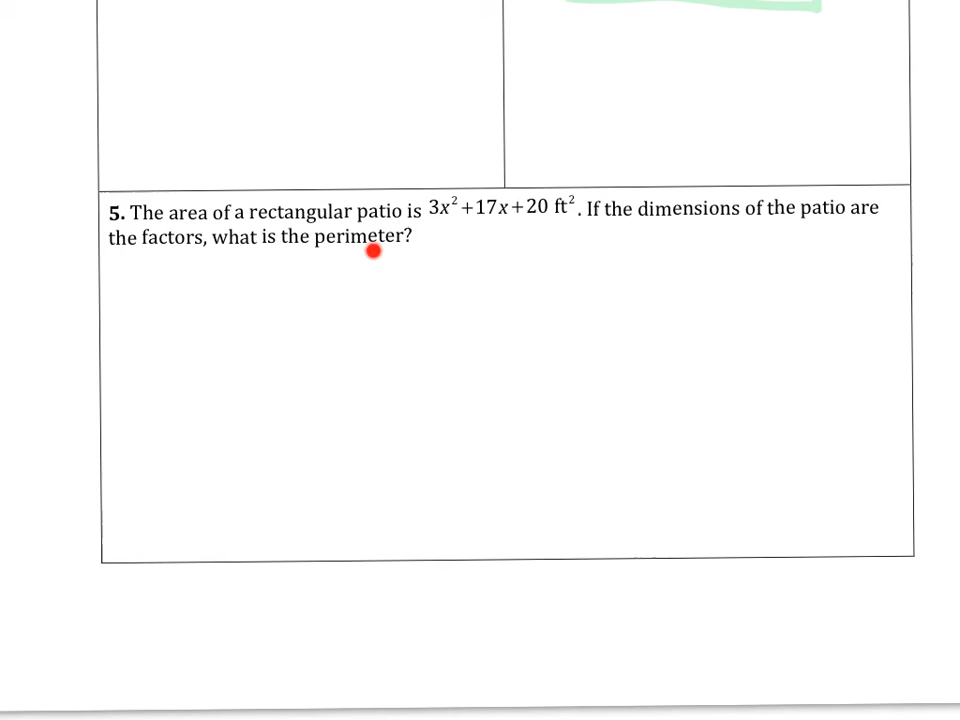 5. The area of a rectangular patio is 3x²+17x+20 ft². If the dimensions of the patio are
the factors, what is the perimeter?